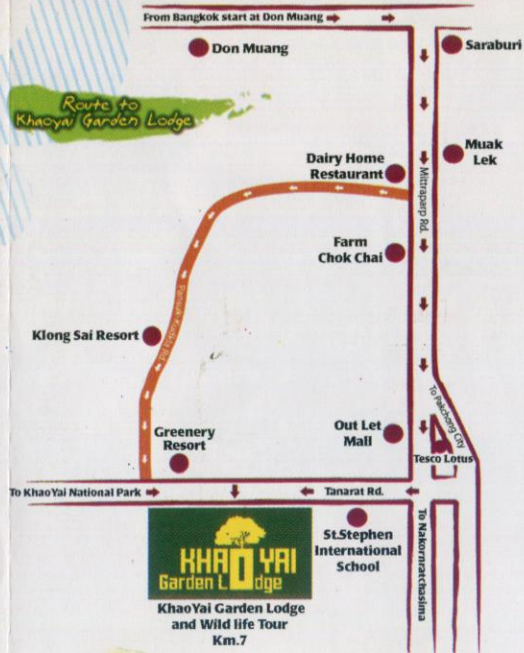 From Bangkok start at Don Muang
Don Muang
Saraburi
Route to
Khaoyai Garden Lodge
Muak
Lek
Dairy Home
Restaurant
Mittraparp Rd.
Farm
Chok Chai
Klong Sai Resort
To Pakchong City
Out Let
Mall
Greenery
Resort
Tesco Lotus
To KhaoYai National Park
Tanarat Rd.
KHAO YAI
Garden Lodge
St.Stephen
International
School
To Nakornratchasima
KhaoYai Garden Lodge
and Wild life Tour
Km.7